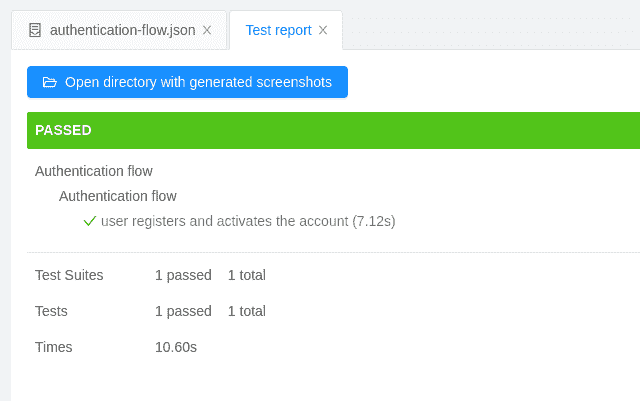 authentication-flow.json Test report
Open directory with generated screenshots
PASSED
Authentication flow
Authentication flow
user registers and activates the account (7.12s)
Test Suites 1 passed 1 total
Tests 1 passed 1 total
Times 10.60s